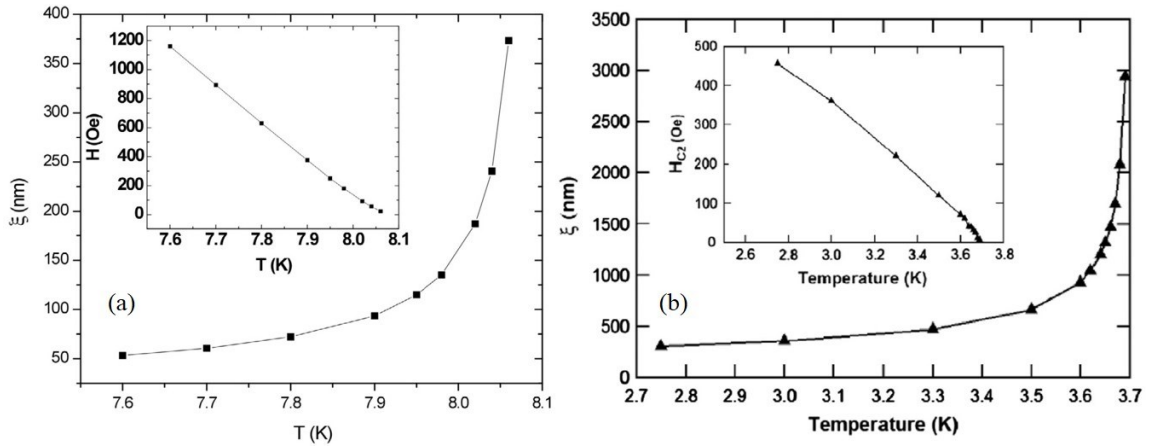 400
350
300
250
200
150
100
50
ξ (nm)
7.6 7.7 7.8 7.9 8.0 8.1
T (K)
(a)
1200
1000
800
600
400
200
0
H (Oe)
7.6 7.7 7.8 7.9 8.0 8.1
T (K)
3500
3000
2500
2000
1500
1000
500
0
ξ (nm)
2.7 2.8 2.9 3.0 3.1 3.2 3.3 3.4 3.5 3.6 3.7
Temperature (K)
(b)
500
400
300
200
100
0
H_C2 (Oe)
2.6 2.8 3.0 3.2 3.4 3.6 3.8
Temperature (K)